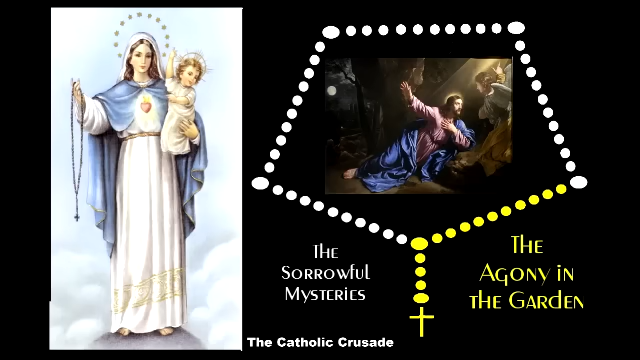 The
Sorrowful
Mysteries
The
Agony in
the Garden
The Catholic Crusade